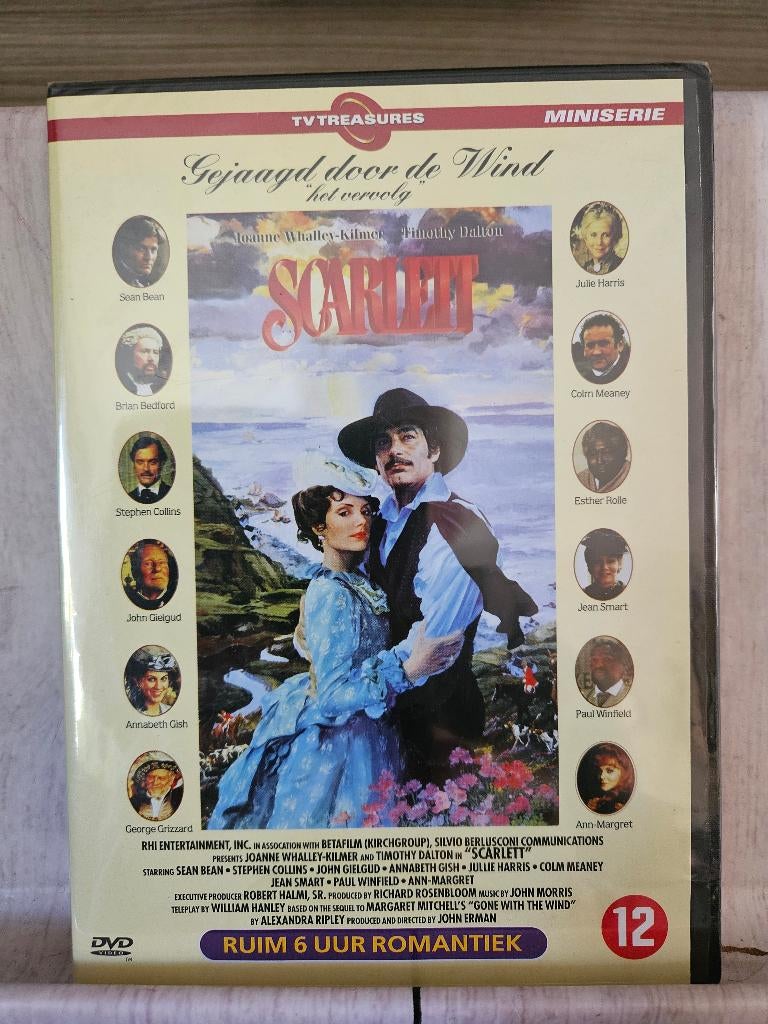 TV TREASURES
MINISERIE
Gejaagd door de Wind
"het vervolg"
Joanne Whalley-Kilmer Timothy Dalton
SCARLETT
Sean Bean
Brian Bedford
Stephen Collins
John Gielgud
Annabeth Gish
George Grizzard
Julie Harris
Colm Meaney
Esther Rolle
Jean Smart
Paul Winfield
Ann-Margret
RHI ENTERTAINMENT, INC. IN ASSOCATION WITH BETAFILM (KIRCHGROUP), SILVIO BERLUSCONI COMMUNICATIONS
PRESENTS JOANNE WHALLEY-KILMER AND TIMOTHY DALTON IN "SCARLETT"
STARRING SEAN BEAN • STEPHEN COLLINS • JOHN GIELGUD • ANNABETH GISH • JULLIE HARRIS • COLM MEANEY
JEAN SMART • PAUL WINFIELD • ANN-MARGRET
EXECUTIVE PRODUCER ROBERT HALMI, SR. PRODUCED BY RICHARD ROSENBLOOM MUSIC BY JOHN MORRIS
TELEPLAY BY WILLIAM HANLEY BASED ON THE SEQUEL TO MARGARET MITCHELL'S "GONE WITH THE WIND"
BY ALEXANDRA RIPLEY PRODUCED AND DIRECTED BY JOHN ERMAN
DVD
VIDEO
TM
RUIM 6 UUR ROMANTIEK
12